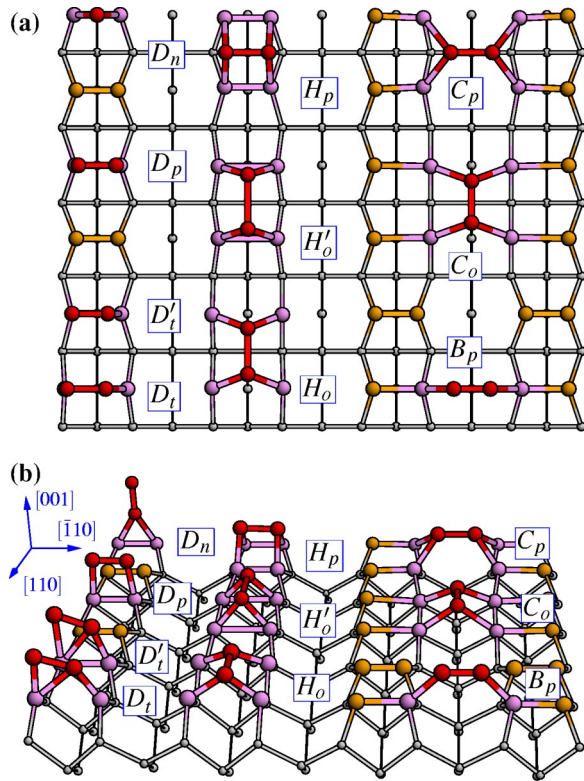 (a)
D_n
H_p
C_p
D_p
H'_o
C_o
D'_t
B_p
D_t
H_o
(b)
[001]
[1̄10]
[110]
D_n
H_p
C_p
D_p
H'_o
C_o
D'_t
D_t
H_o
B_p